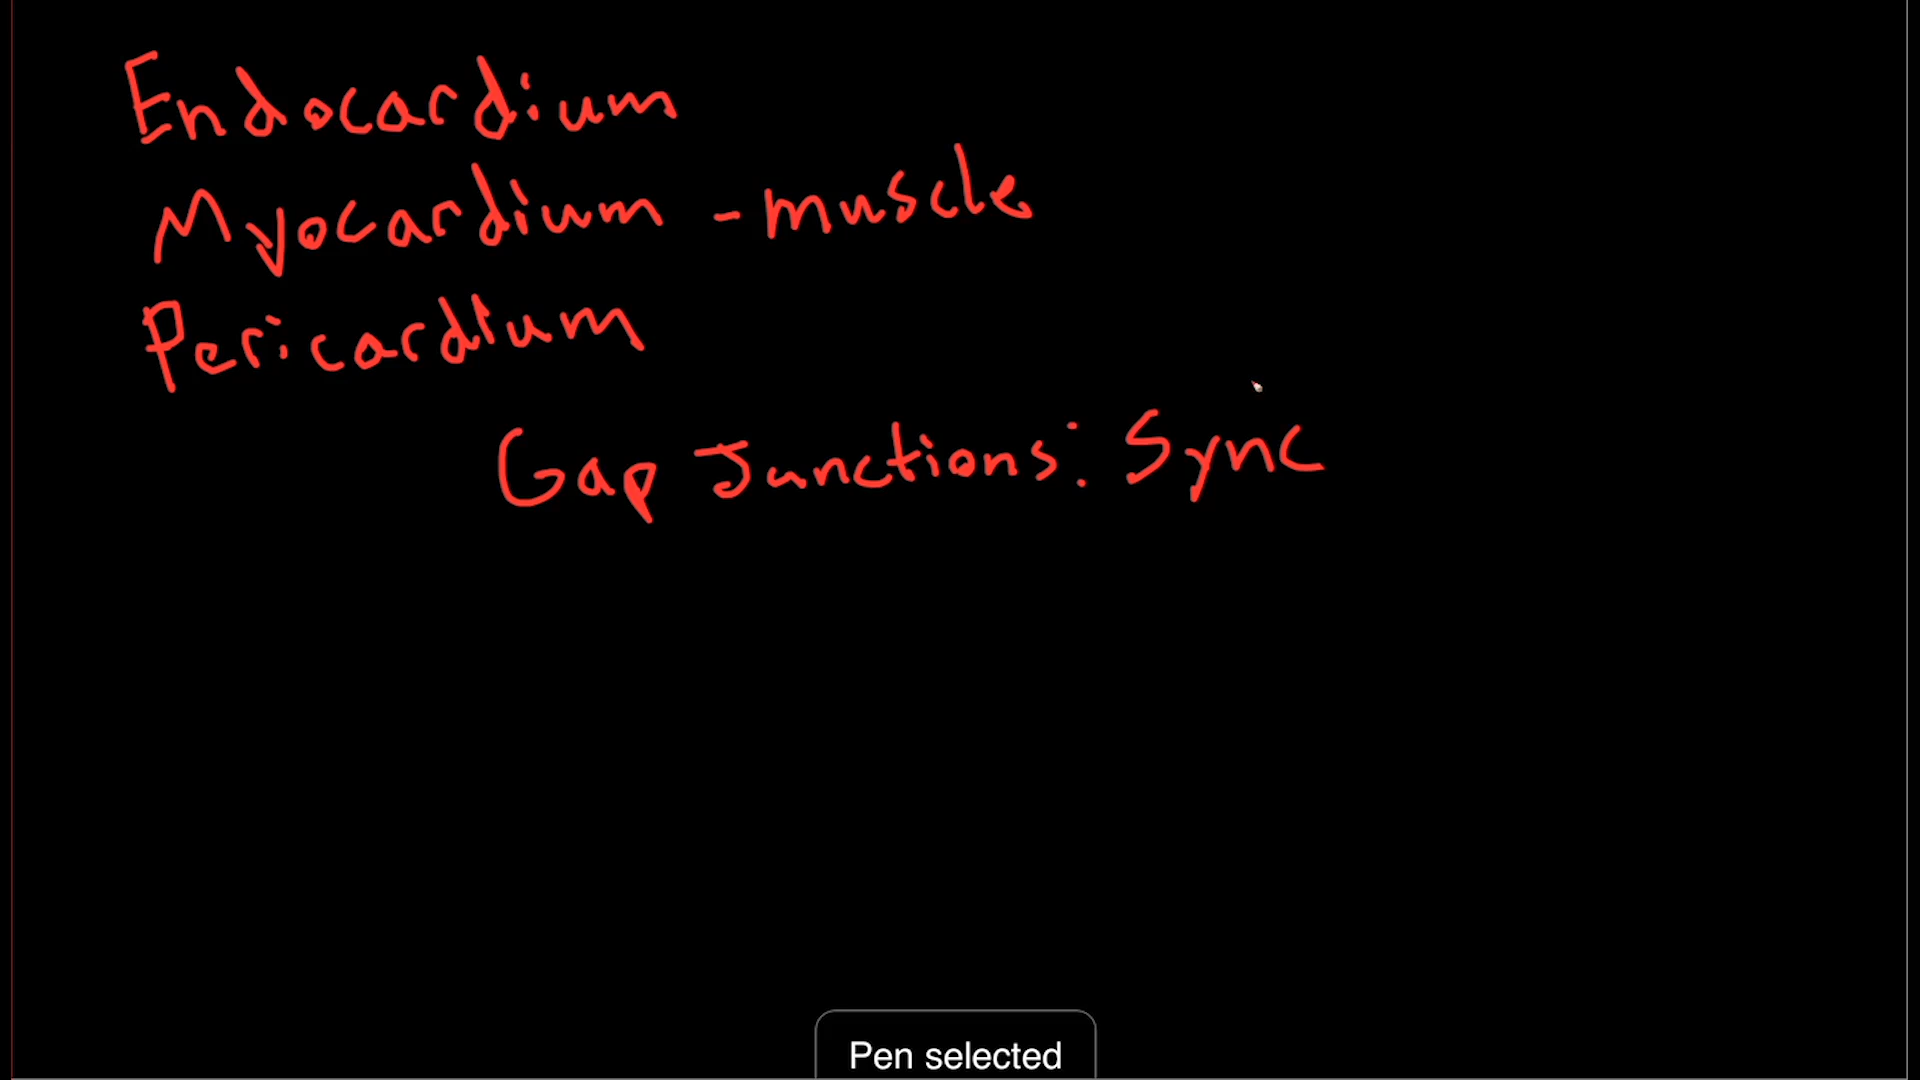 Endocardium
Myocardium - muscle
Pericardium
Gap Junctions: Sync
Pen selected